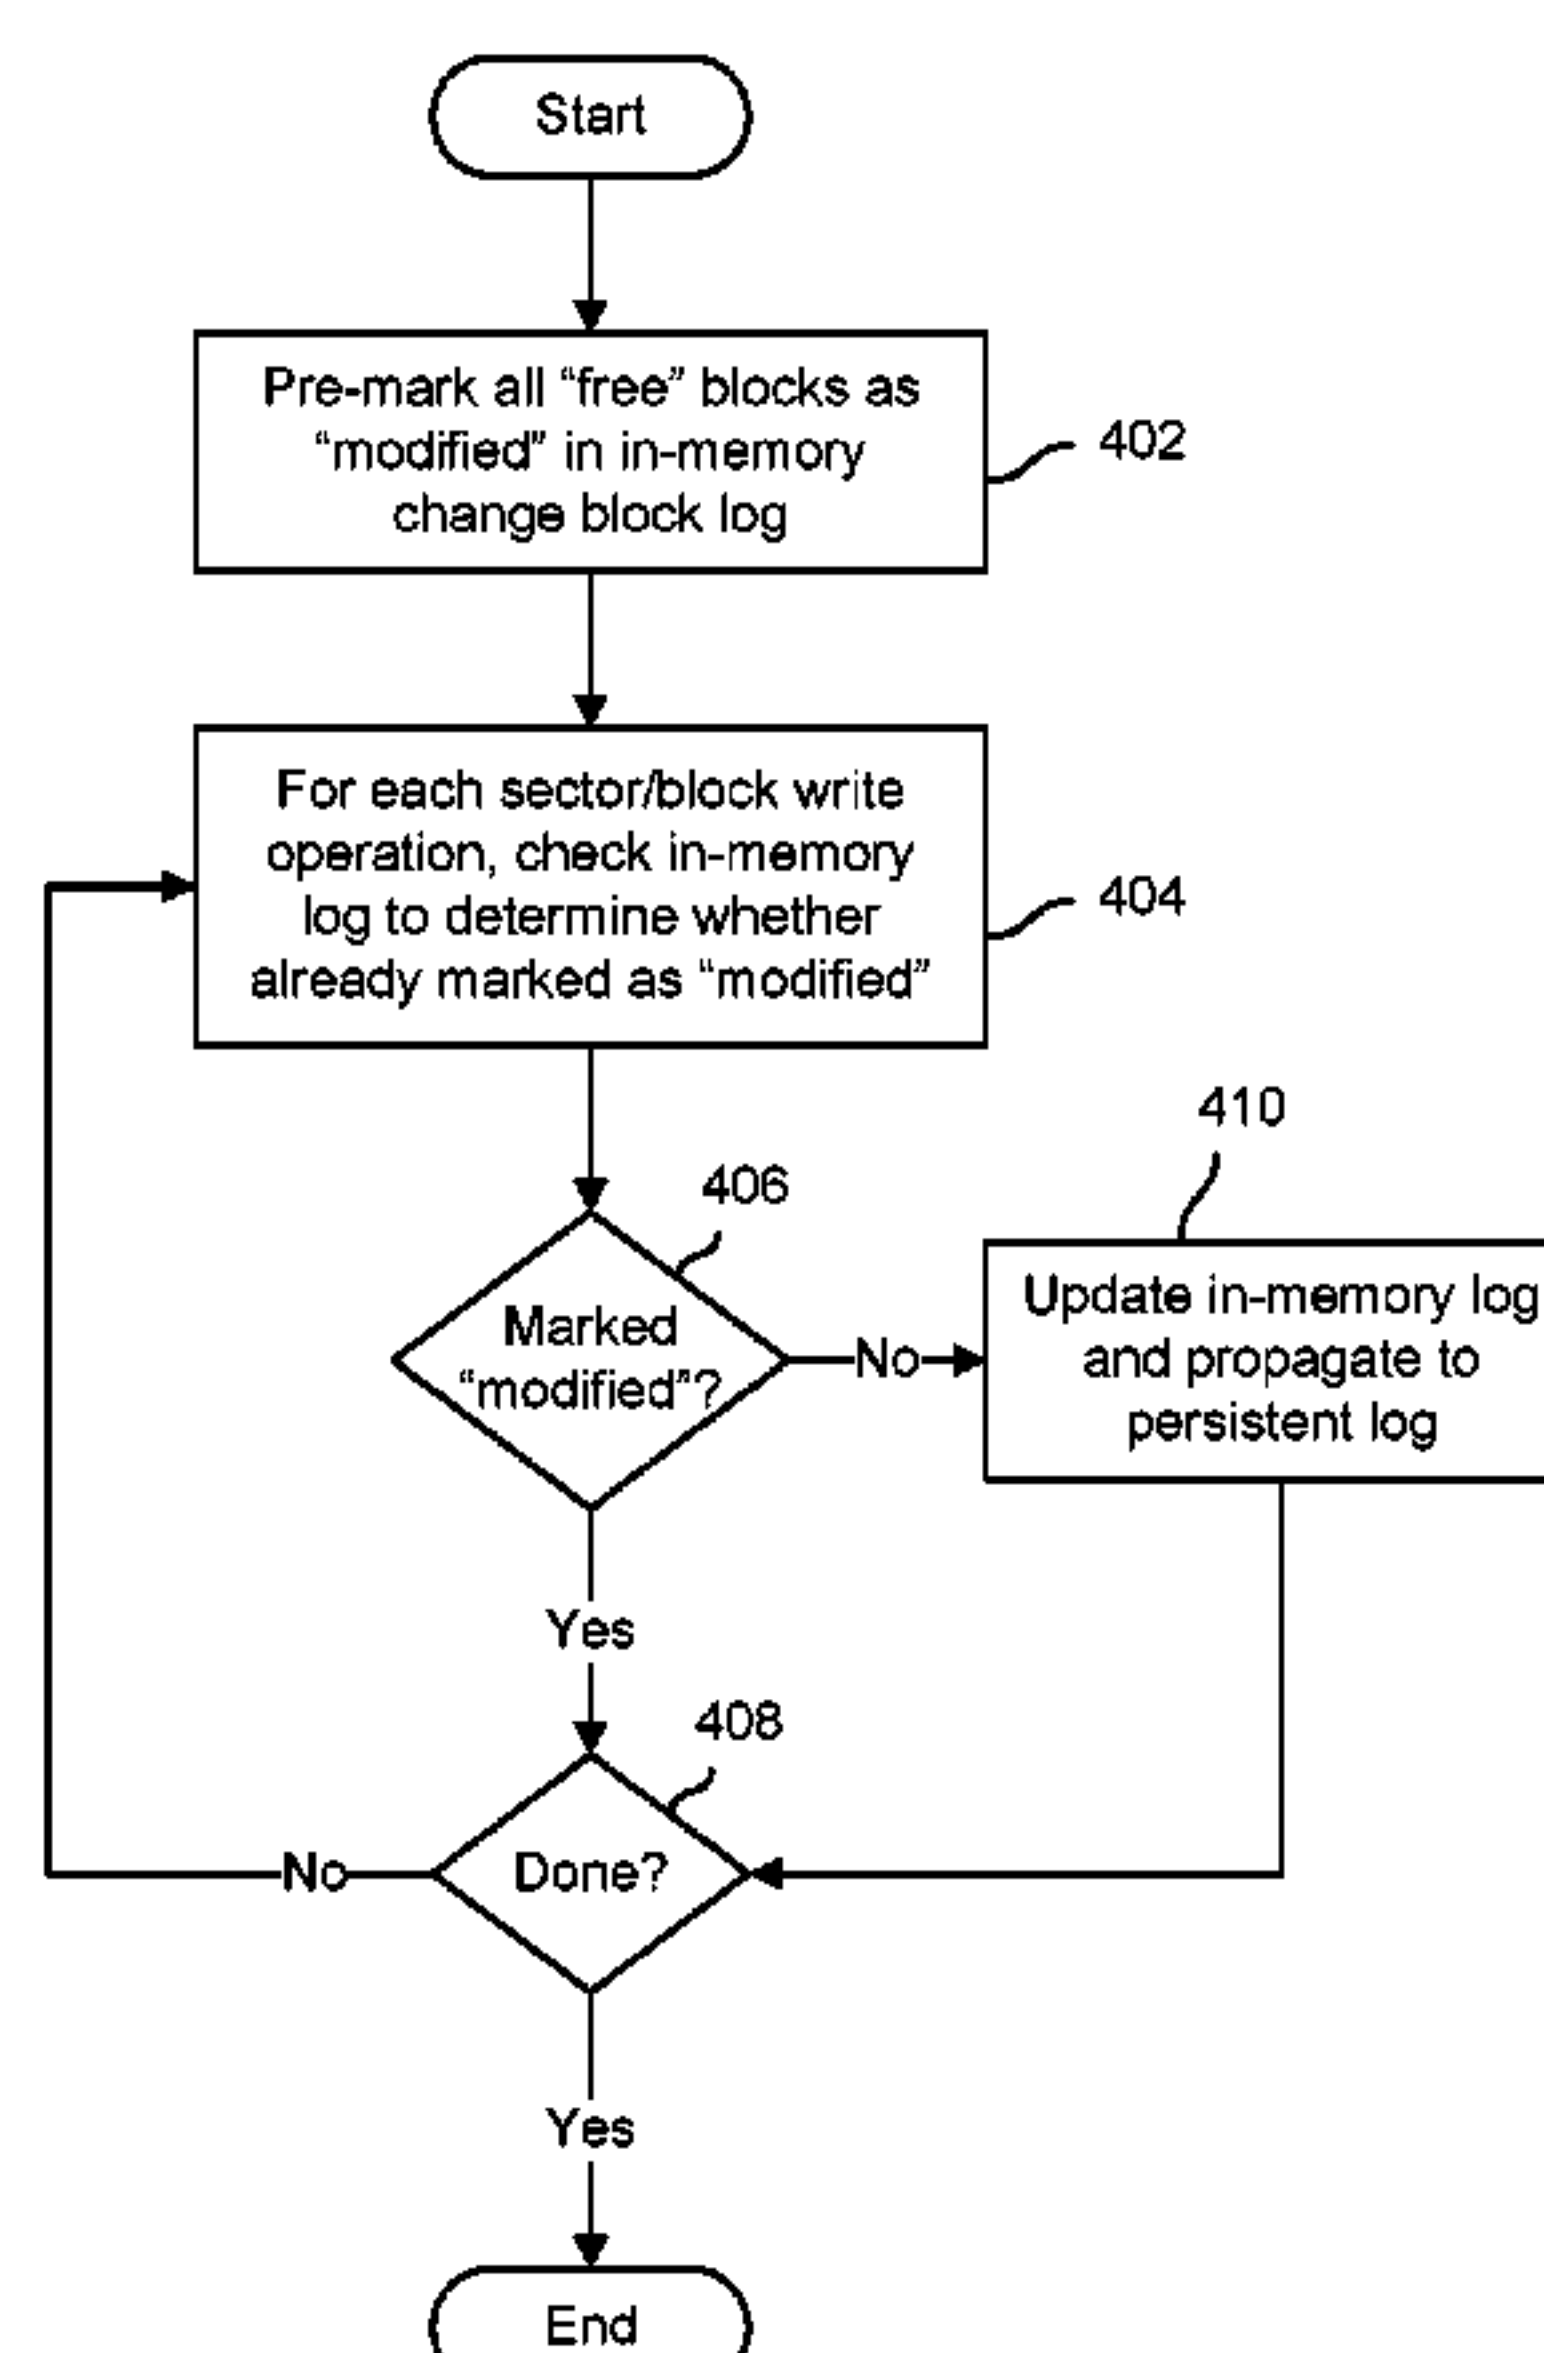 Start
Pre-mark all “free” blocks as
“modified” in in-memory
change block log
402
For each sector/block write
operation, check in-memory
log to determine whether
already marked as “modified”
404
410
406
Marked
“modified”?
No
Update in-memory log
and propagate to
persistent log
Yes
408
No
Done?
Yes
End